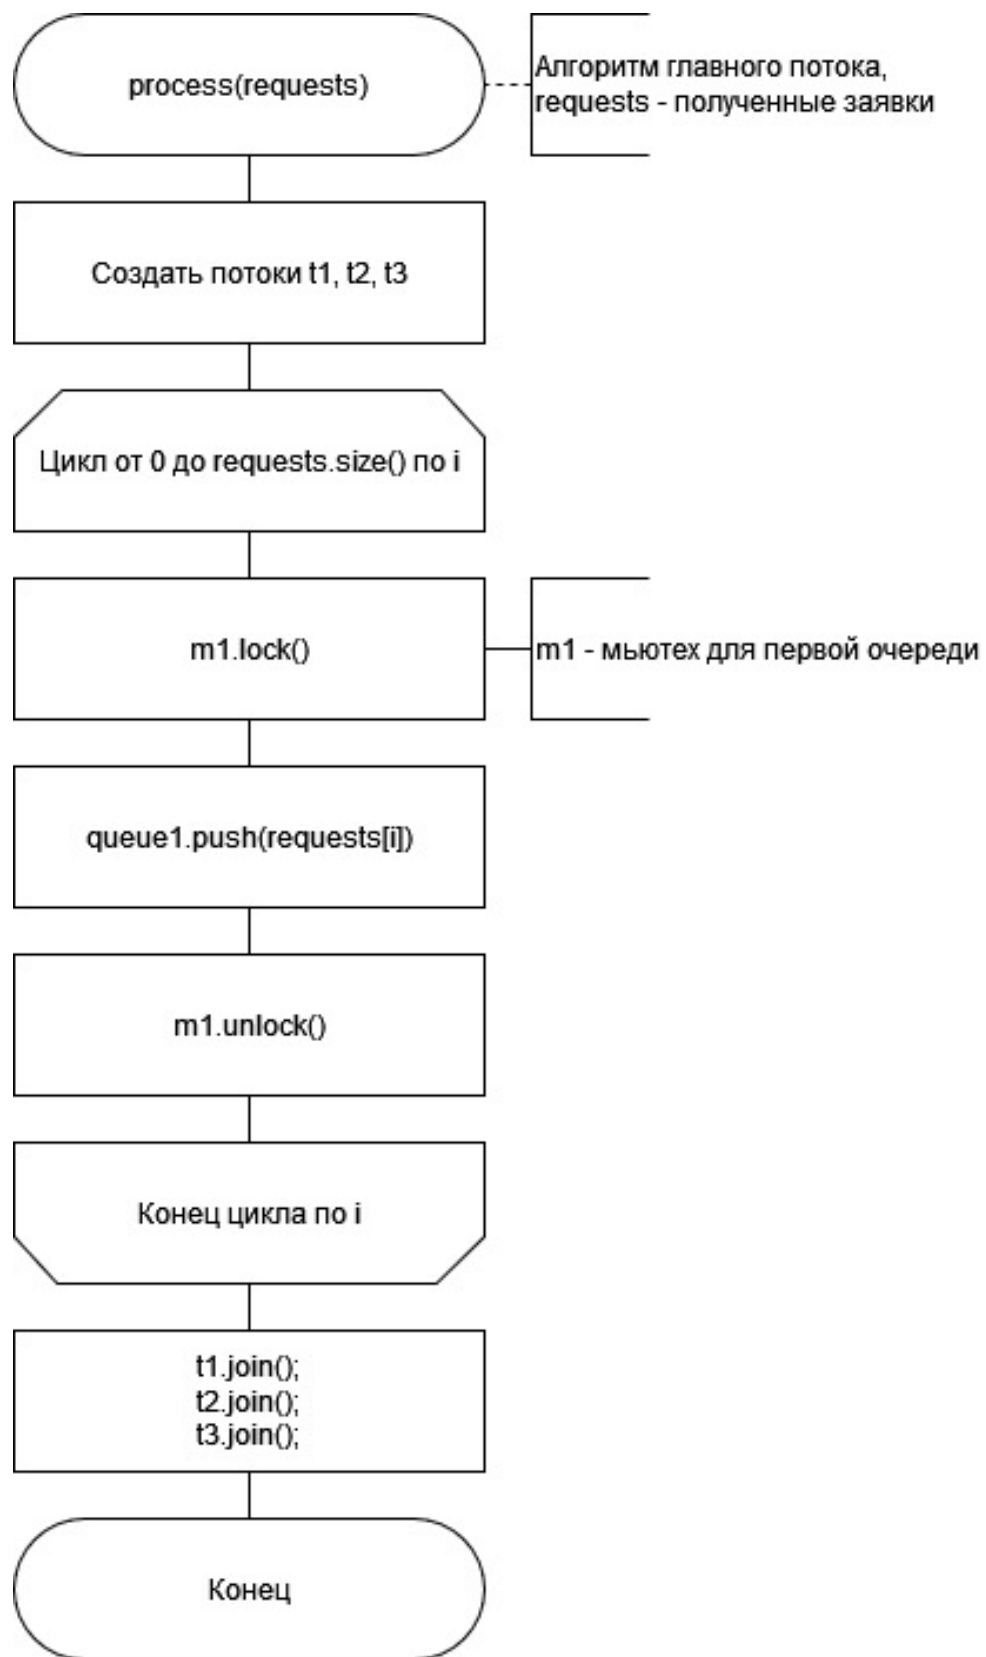 process(requests)
Алгоритм главного потока,
requests - полученные заявки
Создать потоки t1, t2, t3
Цикл от 0 до requests.size() по i
m1.lock()
m1 - мьютех для первой очереди
queue1.push(requests[i])
m1.unlock()
Конец цикла по i
t1.join();
t2.join();
t3.join();
Конец